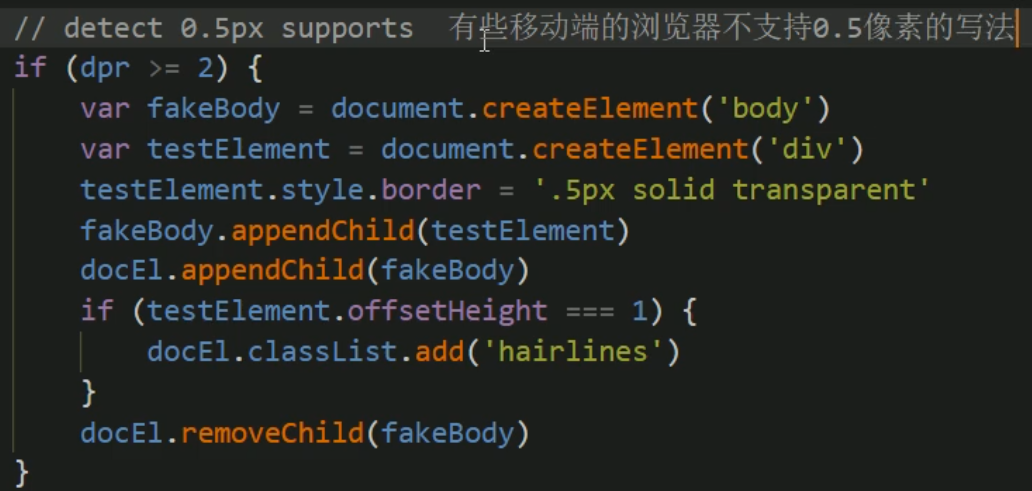 // detect 0.5px supports  有些移动端的浏览器不支持0.5像素的写法
if (dpr >= 2) {
    var fakeBody = document.createElement('body')
    var testElement = document.createElement('div')
    testElement.style.border = '.5px solid transparent'
    fakeBody.appendChild(testElement)
    docEl.appendChild(fakeBody)
    if (testElement.offsetHeight === 1) {
        docEl.classList.add('hairlines')
    }
    docEl.removeChild(fakeBody)
}